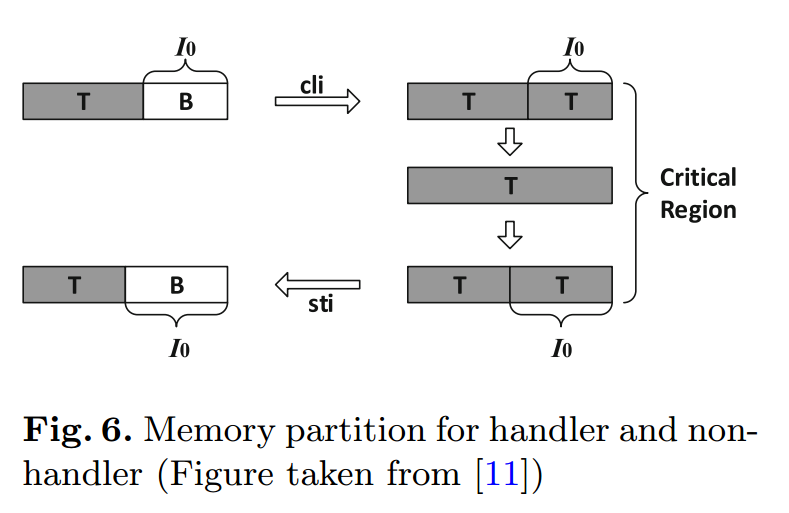 I0 I0
T B cli T T
T
Critical
Region
T B sti T T
I0 I0
Fig. 6. Memory partition for handler and non-
handler (Figure taken from [11])